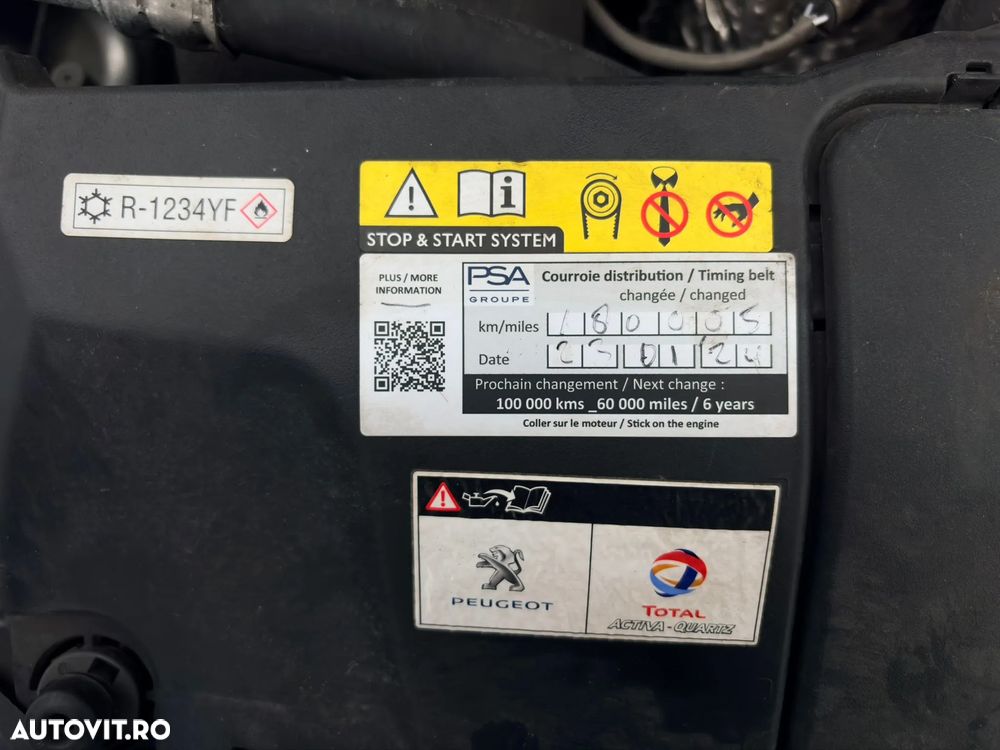 R-1234YF
STOP & START SYSTEM
PLUS / MORE
INFORMATION
PSA
GROUPE
Courroie distribution / Timing belt
changée / changed
km/miles 180005
Date 23 01 24
Prochain changement / Next change :
100 000 kms _60 000 miles / 6 years
Coller sur le moteur / Stick on the engine
PEUGEOT
TOTAL
ACTIVA - QUARTZ
AUTOVIT.RO